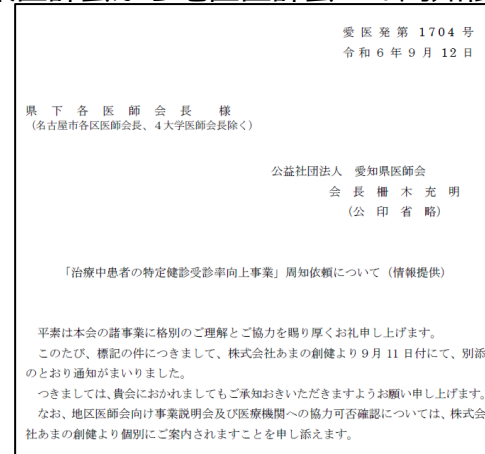 愛医発第 1704 号
令和６年９月 12 日
県下各医師会長　様
（名古屋市各区医師会長、４大学医師会長除く）
公益社団法人　愛知県医師会
会長　柵木充明
（公印省略）
「治療中患者の特定健診受診率向上事業」周知依頼について（情報提供）
平素は本会の諸事業に格別のご理解とご協力を賜り厚くお礼申し上げます。
このたび、標記の件につきまして、株式会社あまの創健より９月 11 日付にて、別添
のとおり通知がまいりました。
つきましては、貴会におかれましてもご承知おきいただきますようお願い申し上げます。
なお、地区医師会向け事業説明会及び医療機関への協力可否確認については、株式会
社あまの創健より個別にご案内されますことを申し添えます。